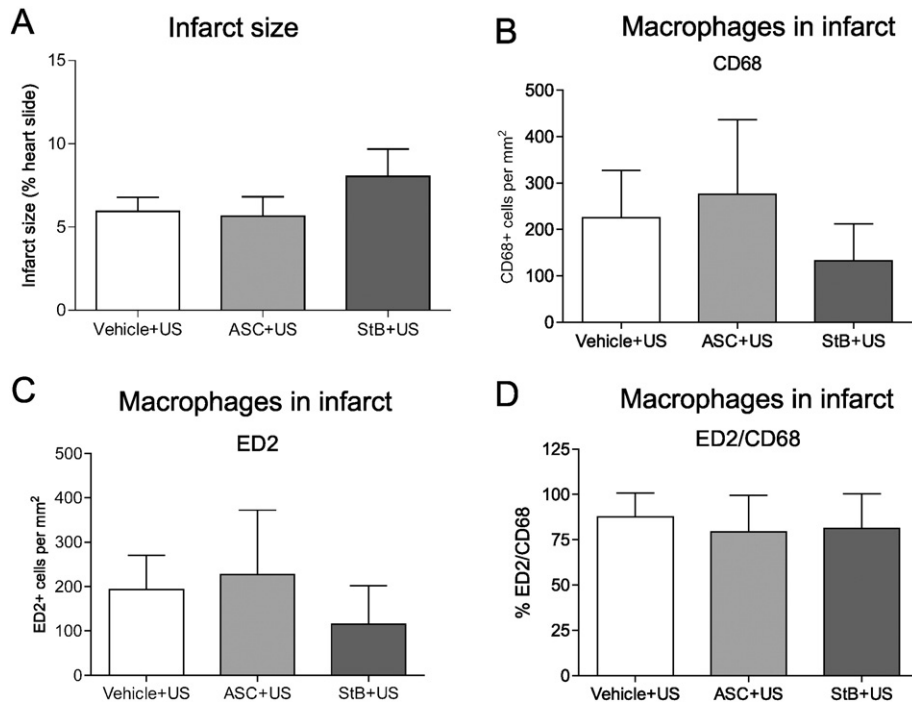 A
Infarct size
Infarct size (% heart slide)
15
10
5
0
Vehicle+US ASC+US StB+US
B
Macrophages in infarct
CD68
CD68+ cells per mm²
500
400
300
200
100
0
Vehicle+US ASC+US StB+US
C
Macrophages in infarct
ED2
ED2+ cells per mm²
500
400
300
200
100
0
Vehicle+US ASC+US StB+US
D
Macrophages in infarct
ED2/CD68
% ED2/CD68
125
100
75
50
25
0
Vehicle+US ASC+US StB+US